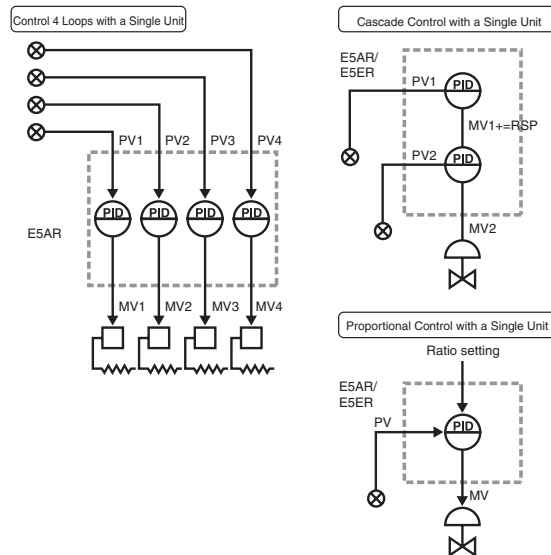 Control 4 Loops with a Single Unit
PV1
PV2
PV3
PV4
PID
PID
PID
PID
E5AR
MV1
MV2
MV3
MV4
Cascade Control with a Single Unit
E5AR/
E5ER
PV1
PID
MV1+=RSP
PV2
PID
MV2
Proportional Control with a Single Unit
Ratio setting
E5AR/
E5ER
PV
PID
MV